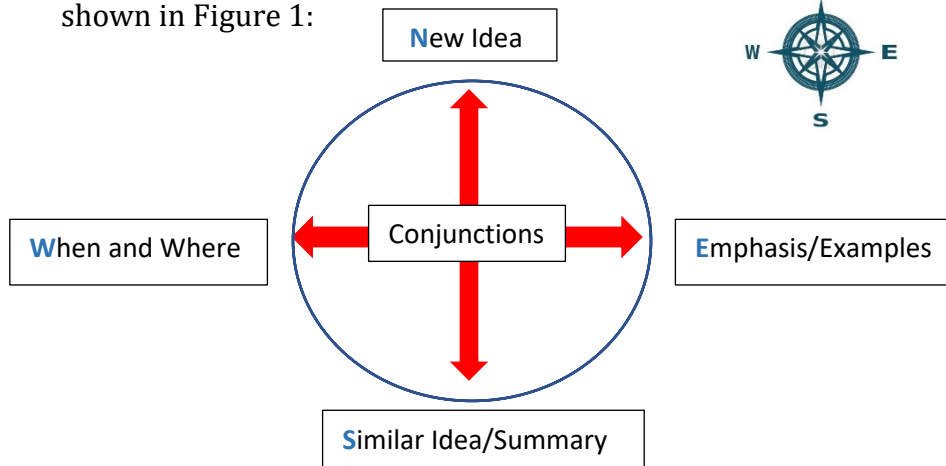 shown in Figure 1:
New Idea
W E
S
When and Where
Conjunctions
Emphasis/Examples
Similar Idea/Summary